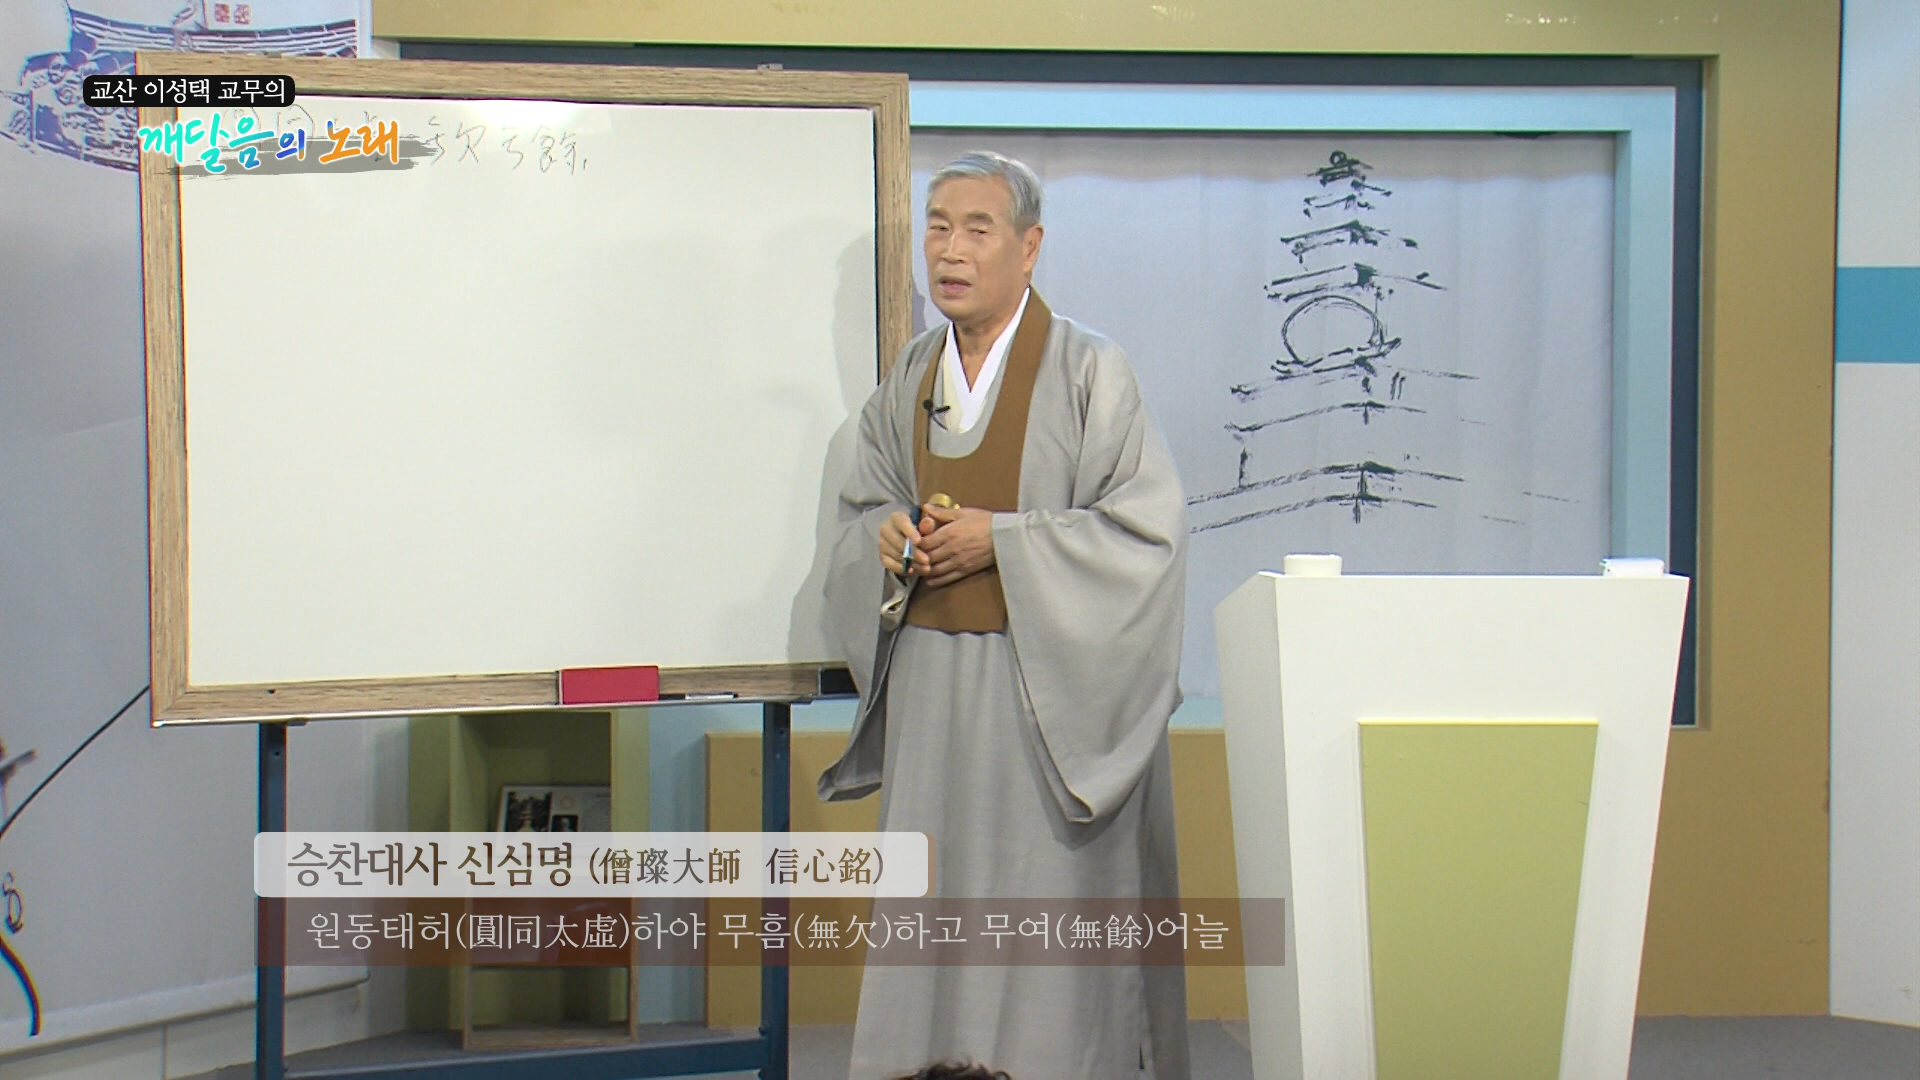 교산 이성택 교무의
깨달음의 노래
欠 餘
승찬대사 신심명 (僧璨大師 信心銘)
원동태허(圓同太虛)하야 무흠(無欠)하고 무여(無餘)어늘